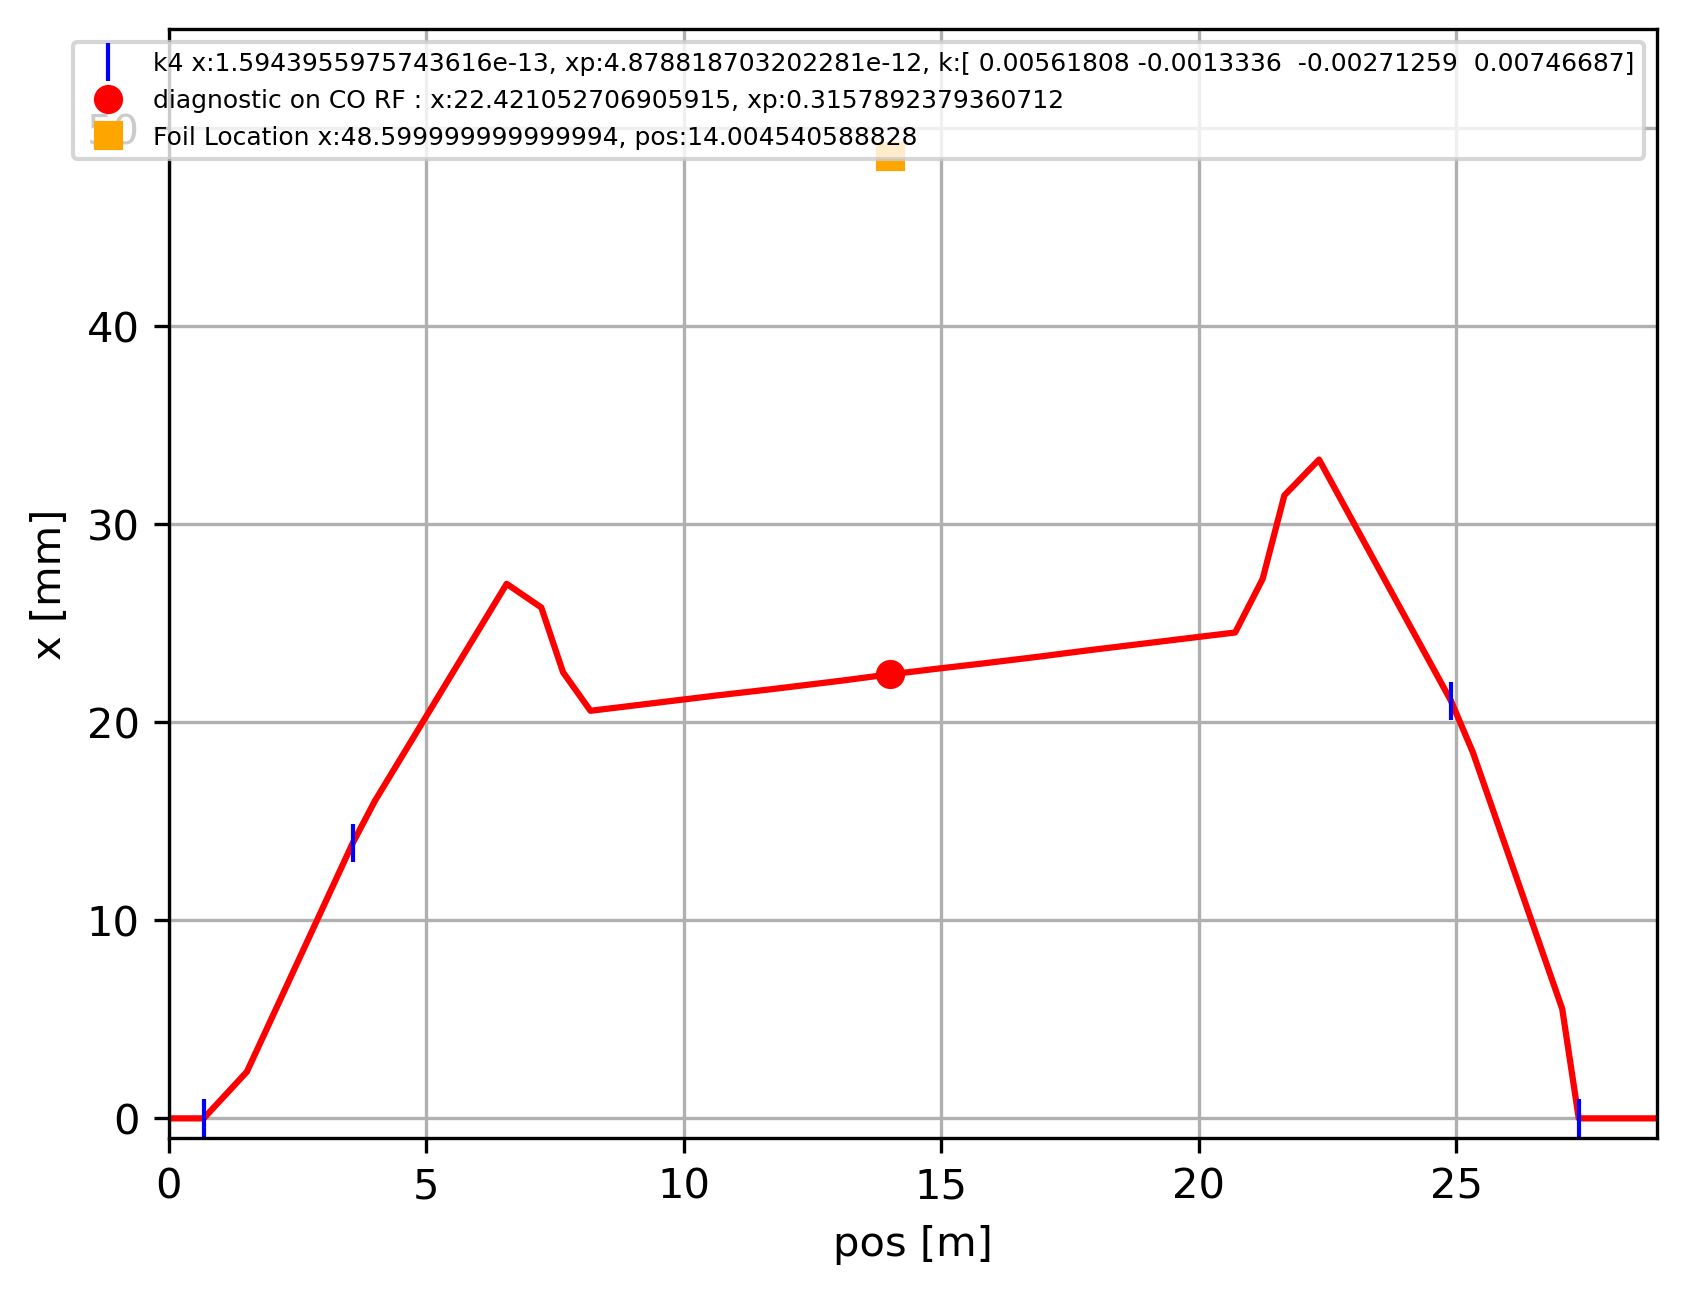 k4 x:1.5943955975743616e-13, xp:4.878818703202281e-12, k:[ 0.00561808 -0.0013336  -0.00271259  0.00746687]
diagnostic on CO RF : x:22.421052706905915, xp:0.3157892379360712
Foil Location x:48.599999999999994, pos:14.004540588828
50
40
30
20
10
0
x [mm]
0 5 10 15 20 25
pos [m]